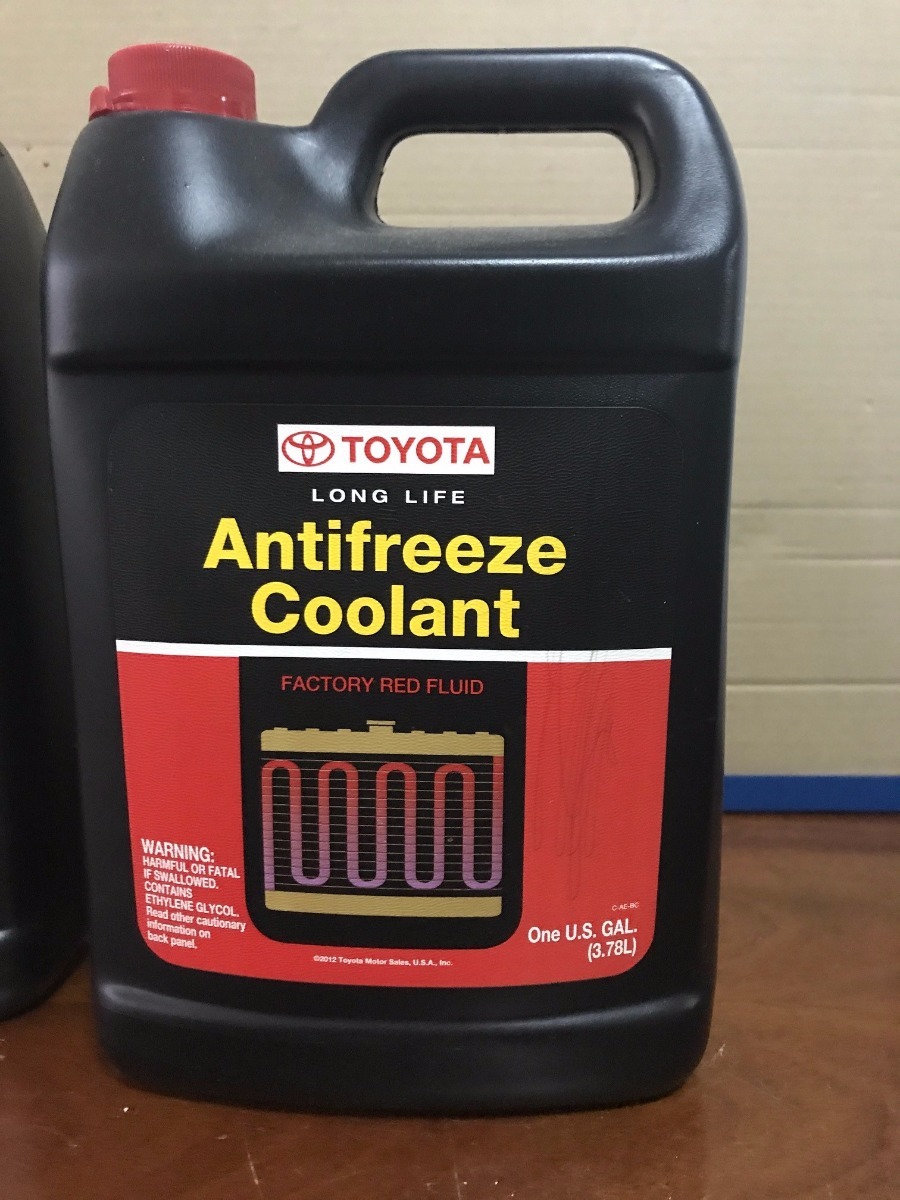 TOYOTA
LONG LIFE
Antifreeze
Coolant
FACTORY RED FLUID
WARNING:
HARMFUL OR FATAL
IF SWALLOWED.
CONTAINS
ETHYLENE GLYCOL.
Read other cautionary
information on
back panel.
C-AE-BC
One U.S. GAL.
(3.78L)
©2012 Toyota Motor Sales, U.S.A., Inc.